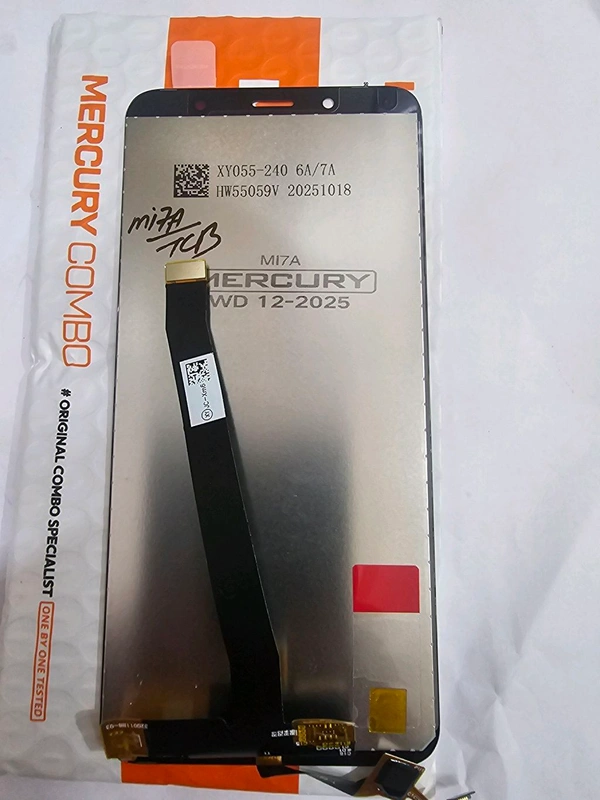 MERCURY COMBO
# ORIGINAL COMBO SPECIALIST
ONE BY ONE TESTED
XY055-240 6A/7A
HW55059V 20251018
mi7A
TCB
MI7A
MERCURY
WD 12-2025